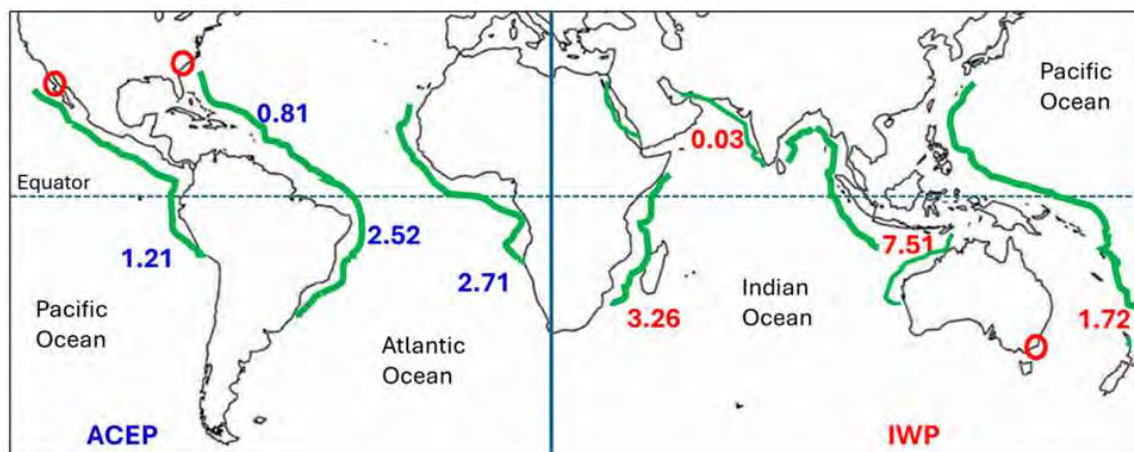 Pacific
Ocean
0.81
0.03
Equator
2.52
7.51
1.21
2.71
Indian
Ocean
3.26
1.72
Pacific
Ocean
Atlantic
Ocean
ACEP
IWP